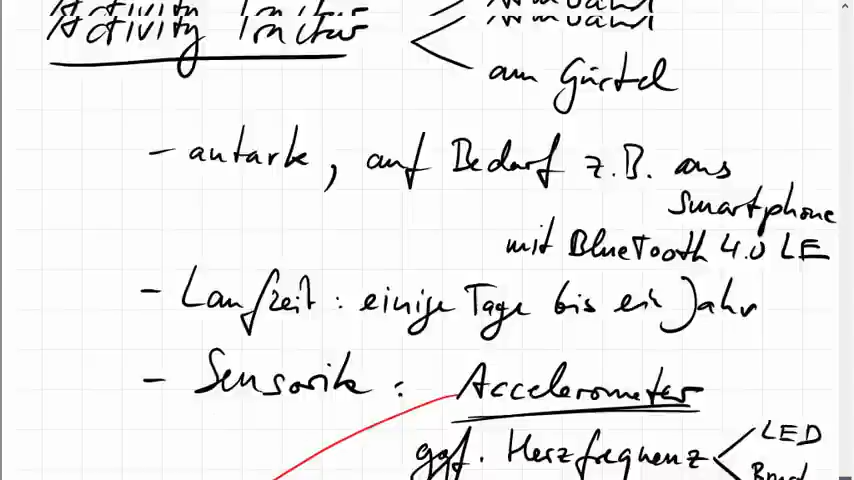 Activity
am Gürtel
- autark, auf Bedarf z.B. aus
Smartphone
mit BlueTooth 4.0 LE
- Laufzeit: einige Tage bis ein Jahr
- Sensorik: Accelerometer
ggf. Herzfrequenz
LED